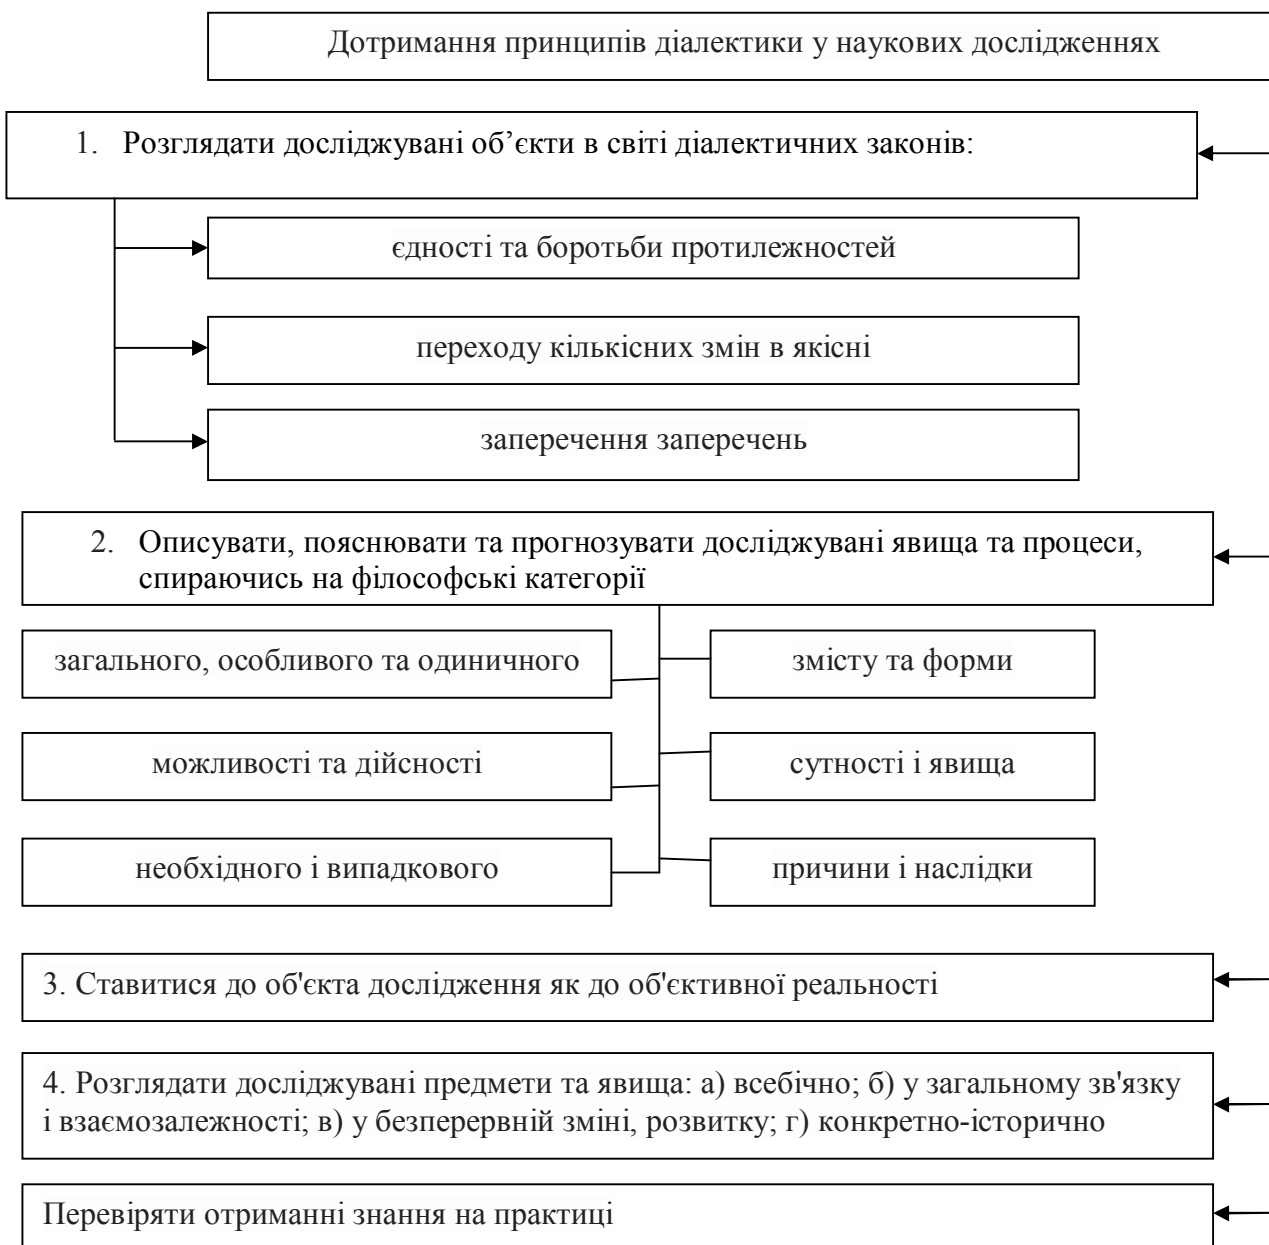 Дотримання принципів діалектики у наукових дослідженнях
1. Розглядати досліджувані об’єкти в світі діалектичних законів:
єдності та боротьби протилежностей
переходу кількісних змін в якісні
заперечення заперечень
2. Описувати, пояснювати та прогнозувати досліджувані явища та процеси,
спираючись на філософські категорії
загального, особливого та одиничного
змісту та форми
можливості та дійсності
сутності і явища
необхідного і випадкового
причини і наслідки
3. Ставитися до об'єкта дослідження як до об'єктивної реальності
4. Розглядати досліджувані предмети та явища: а) всебічно; б) у загальному зв'язку
і взаємозалежності; в) у безперервній зміні, розвитку; г) конкретно-історично
Перевіряти отриманні знання на практиці